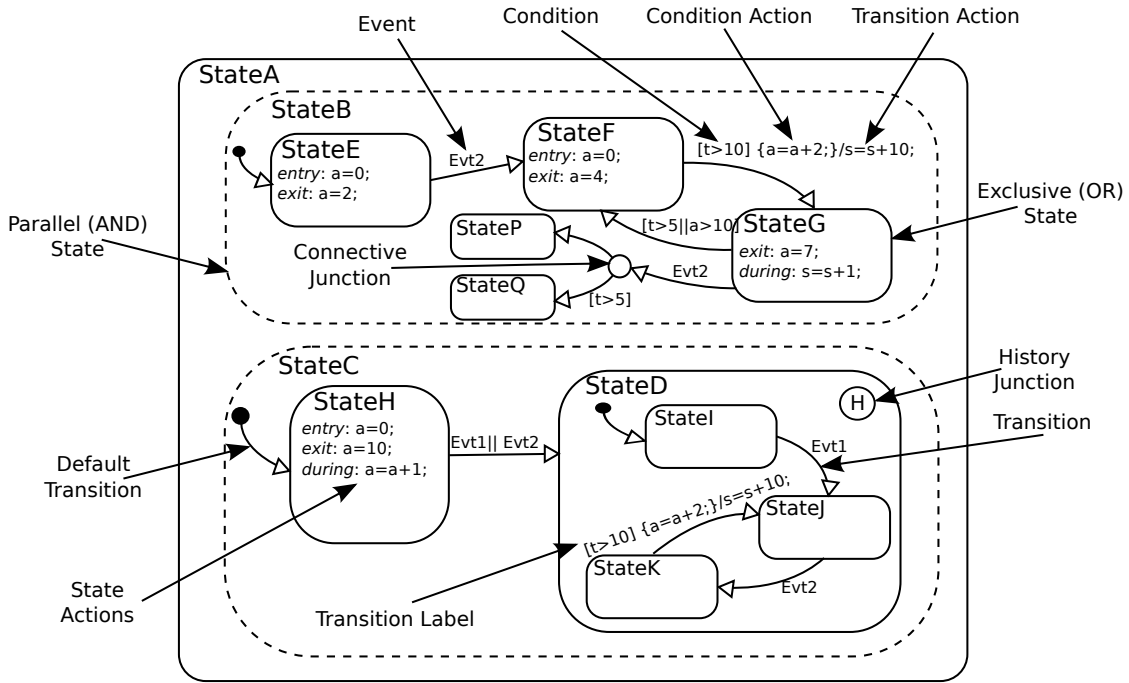 Event
Condition
Condition Action
Transition Action
StateA
StateB
StateE
entry: a=0;
exit: a=2;
Evt2
StateF
entry: a=0;
exit: a=4;
[t>10] {a=a+2;}/s=s+10;
Exclusive (OR)
State
Parallel (AND)
State
StateP
[t>5||a>10]
StateG
exit: a=7;
during: s=s+1;
Connective
Junction
Evt2
StateQ
[t>5]
StateC
StateH
entry: a=0;
exit: a=10;
during: a=a+1;
Evt1|| Evt2
StateD
H
History
Junction
StateI
Evt1
Transition
Default
Transition
[t>10] {a=a+2;}/s=s+10;
StateJ
StateK
Evt2
State
Actions
Transition Label